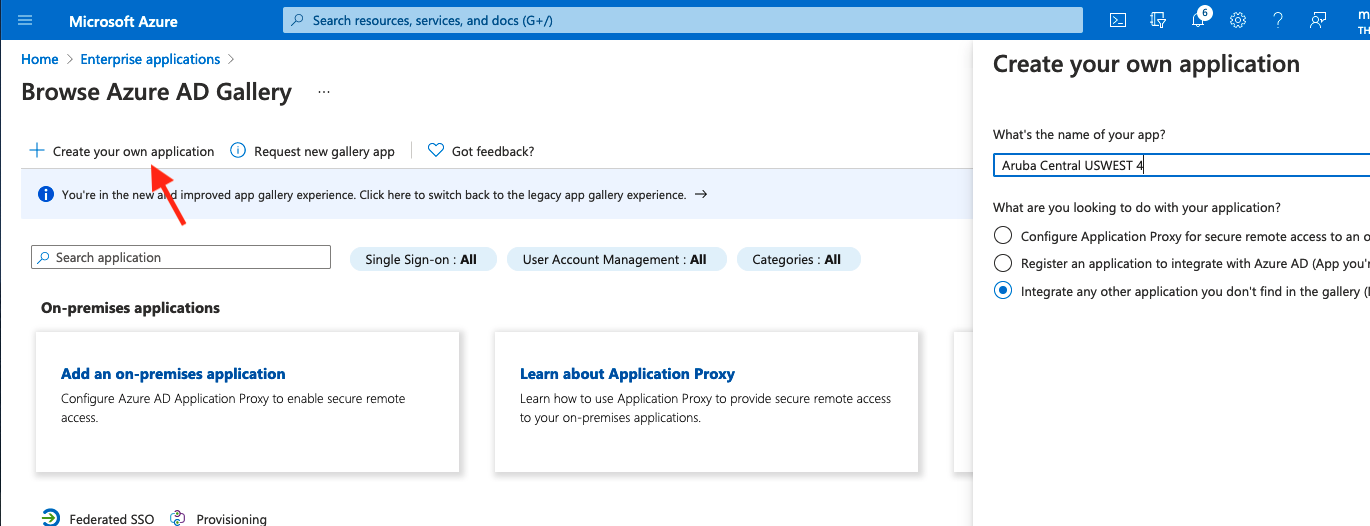 Microsoft Azure
Search resources, services, and docs (G+/)
6
m
TH
Home > Enterprise applications >
Browse Azure AD Gallery ...
Create your own application
Request new gallery app
Got feedback?
You're in the new and improved app gallery experience. Click here to switch back to the legacy app gallery experience. →
Search application
Single Sign-on : All
User Account Management : All
Categories : All
On-premises applications
Add an on-premises application
Configure Azure AD Application Proxy to enable secure remote
access.
Learn about Application Proxy
Learn how to use Application Proxy to provide secure remote access
to your on-premises applications.
Federated SSO
Provisioning
Create your own application
What's the name of your app?
Aruba Central USWEST 4
What are you looking to do with your application?
Configure Application Proxy for secure remote access to an o
Register an application to integrate with Azure AD (App you'r
Integrate any other application you don't find in the gallery (